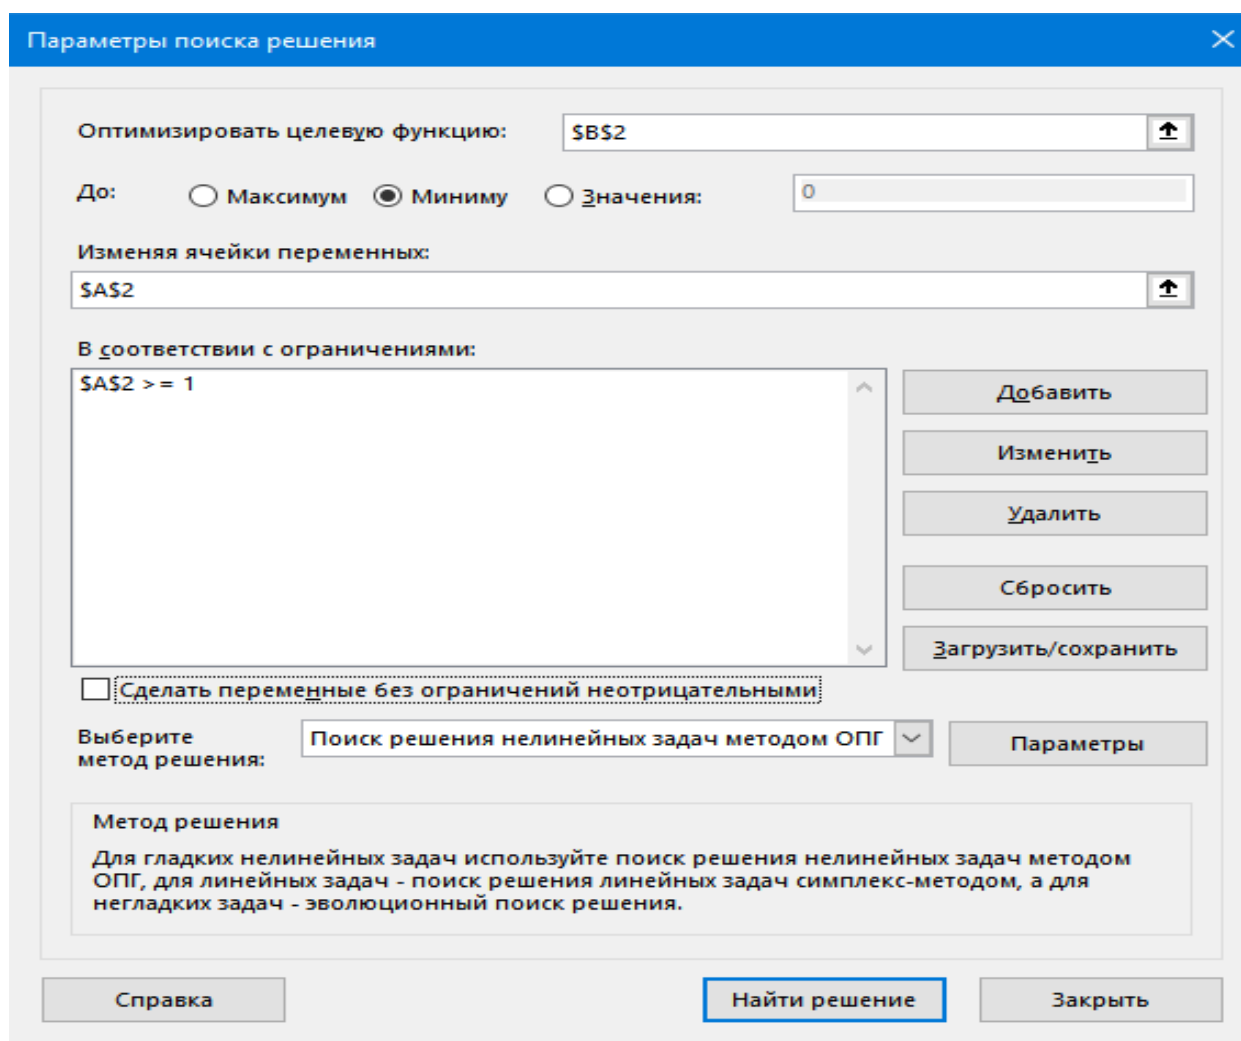 Параметры поиска решения
Оптимизировать целевую функцию: $B$2
До: Максимум Миниму Значения: 0
Изменяя ячейки переменных:
$A$2
В соответствии с ограничениями:
$A$2 >= 1
Добавить
Изменить
Удалить
Сбросить
Загрузить/сохранить
Сделать переменные без ограничений неотрицательными
Выберите
метод решения:
Поиск решения нелинейных задач методом ОПГ
Параметры
Метод решения
Для гладких нелинейных задач используйте поиск решения нелинейных задач методом
ОПГ, для линейных задач - поиск решения линейных задач симплекс-методом, а для
негладких задач - эволюционный поиск решения.
Справка Найти решение Закрыть